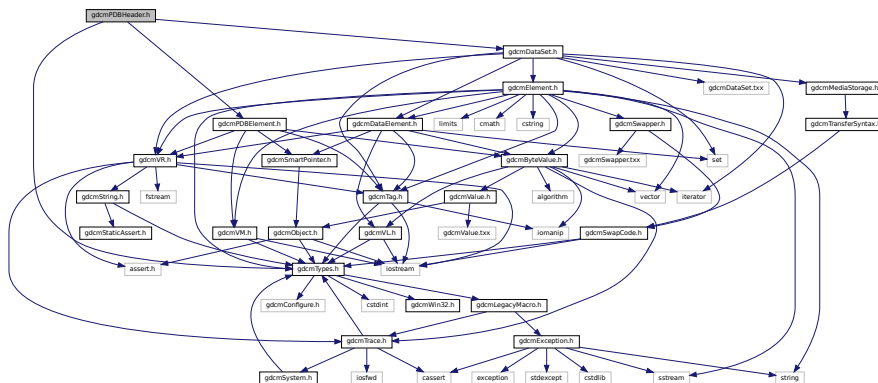 gdcmPDBHeader.h
gdcmDataSet.h
gdcmElement.h
gdcmDataSet.txx
gdcmMediaStorage.h
gdcmPDBElement.h
gdcmDataElement.h
limits
cmath
cstring
gdcmSwapper.h
gdcmTransferSyntax.h
gdcmVR.h
gdcmSmartPointer.h
gdcmByteValue.h
gdcmSwapper.txx
set
gdcmString.h
fstream
gdcmTag.h
gdcmValue.h
algorithm
vector
iterator
gdcmStaticAssert.h
gdcmVM.h
gdcmObject.h
gdcmVL.h
gdcmValue.txx
iomanip
gdcmSwapCode.h
assert.h
gdcmTypes.h
iostream
gdcmConfigure.h
cstdint
gdcmWin32.h
gdcmLegacyMacro.h
gdcmTrace.h
gdcmException.h
gdcmSystem.h
iosfwd
cassert
exception
stdexcept
cstdlib
sstream
string